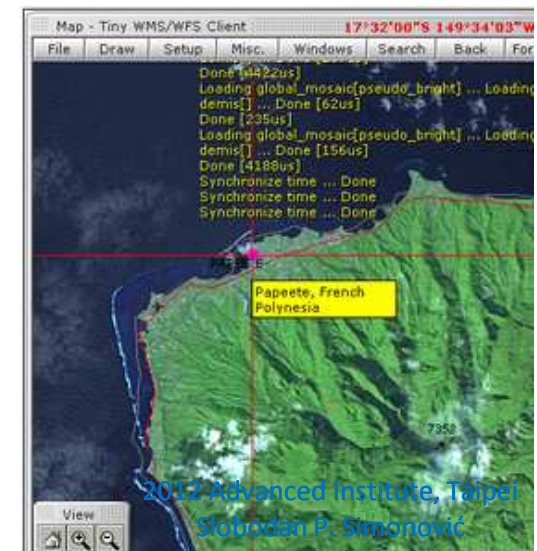 Map - Tiny WMS/WFS Client 17°32'00"S 149°34'03"W
File Draw Setup Misc. Windows Search Back For
Done [4422us]
Loading global_mosaic[pseudo_bright] ... Loading
demis[] ... Done [62us]
Done [235us]
Loading global_mosaic[pseudo_bright] ... Loading
demis[] ... Done [156us]
Done [4188us]
Synchronize time ... Done
Synchronize time ... Done
Synchronize time ... Done
Papeete, French
Polynesia
7352
2012 Advanced Institute, Taipei
Slobodan P. Simonović
View